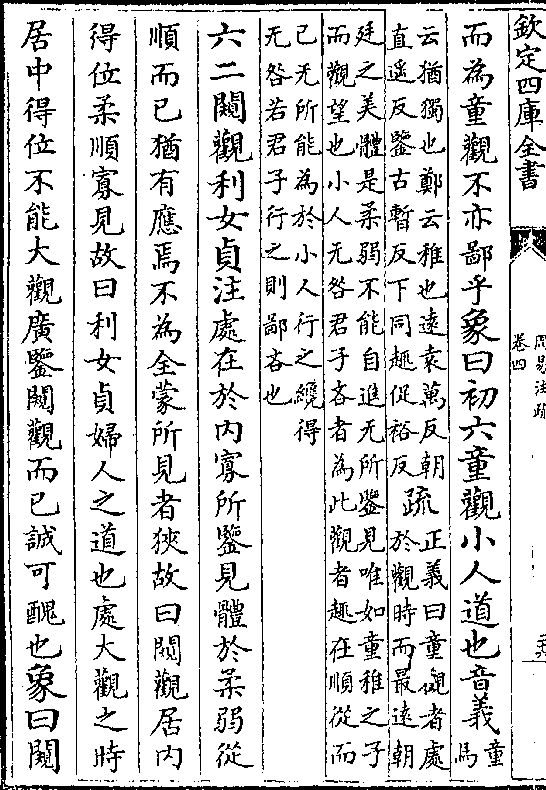 欽定四庫全書
周易注疏
卷四
而為童觀不亦鄙乎象曰初六童觀小人道也音義童
馬
云猶獨也鄭云稚也遠袁萬反朝
直遥反鑒古暫反下同趣促裕反
疏
正義曰童觀者處
於觀時而最遠朝
廷之美體是柔弱不能自進无所鑒見唯如童稚之子
而觀望也小人无咎君子吝者為此觀者趣在順從而
已无所能為於小人行之纔得
无咎若君子行之則鄙吝也
六二闚觀利女貞注處在於内寡所鑒見體於柔弱從
順而已猶有應焉不為全蒙所見者狹故曰闚觀居内
得位柔順寡見故曰利女貞婦人之道也處大觀之時
居中得位不能大觀廣鑒闚觀而已誠可醜也象曰闚